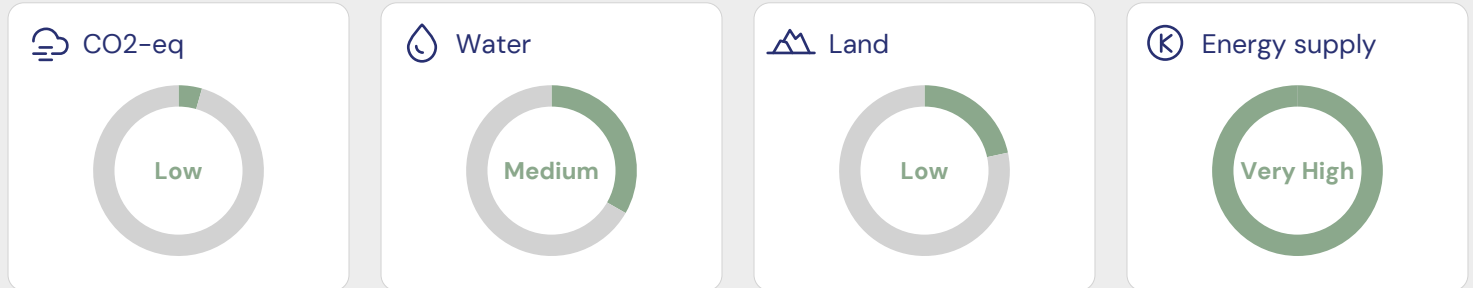 CO2-eq
Low
Water
Medium
Land
Low
Energy supply
Very High